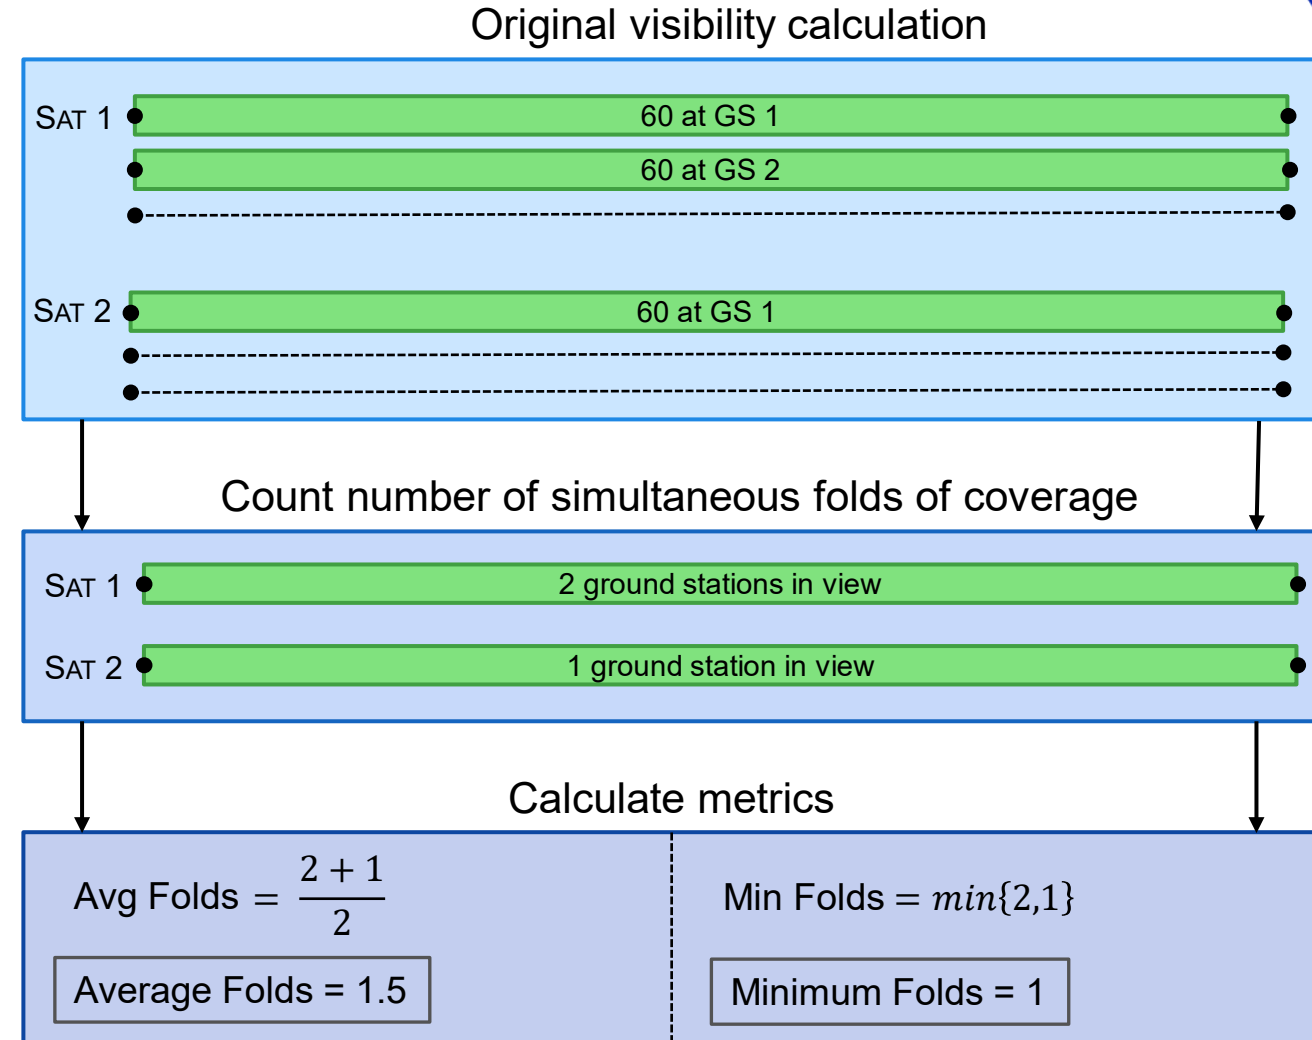 Original visibility calculation
SAT 1
60 at GS 1
60 at GS 2
SAT 2
60 at GS 1
Count number of simultaneous folds of coverage
SAT 1
2 ground stations in view
SAT 2
1 ground station in view
Calculate metrics
Avg Folds = (2 + 1)/2
Min Folds = min{2,1}
Average Folds = 1.5
Minimum Folds = 1